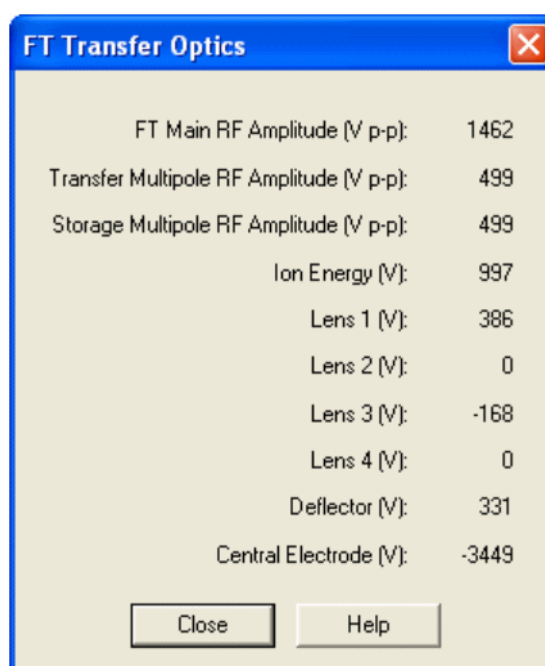 FT Transfer Optics
FT Main RF Amplitude (V p-p): 1462
Transfer Multipole RF Amplitude (V p-p): 499
Storage Multipole RF Amplitude (V p-p): 499
Ion Energy (V): 997
Lens 1 (V): 386
Lens 2 (V): 0
Lens 3 (V): -168
Lens 4 (V): 0
Deflector (V): 331
Central Electrode (V): -3449
Close Help